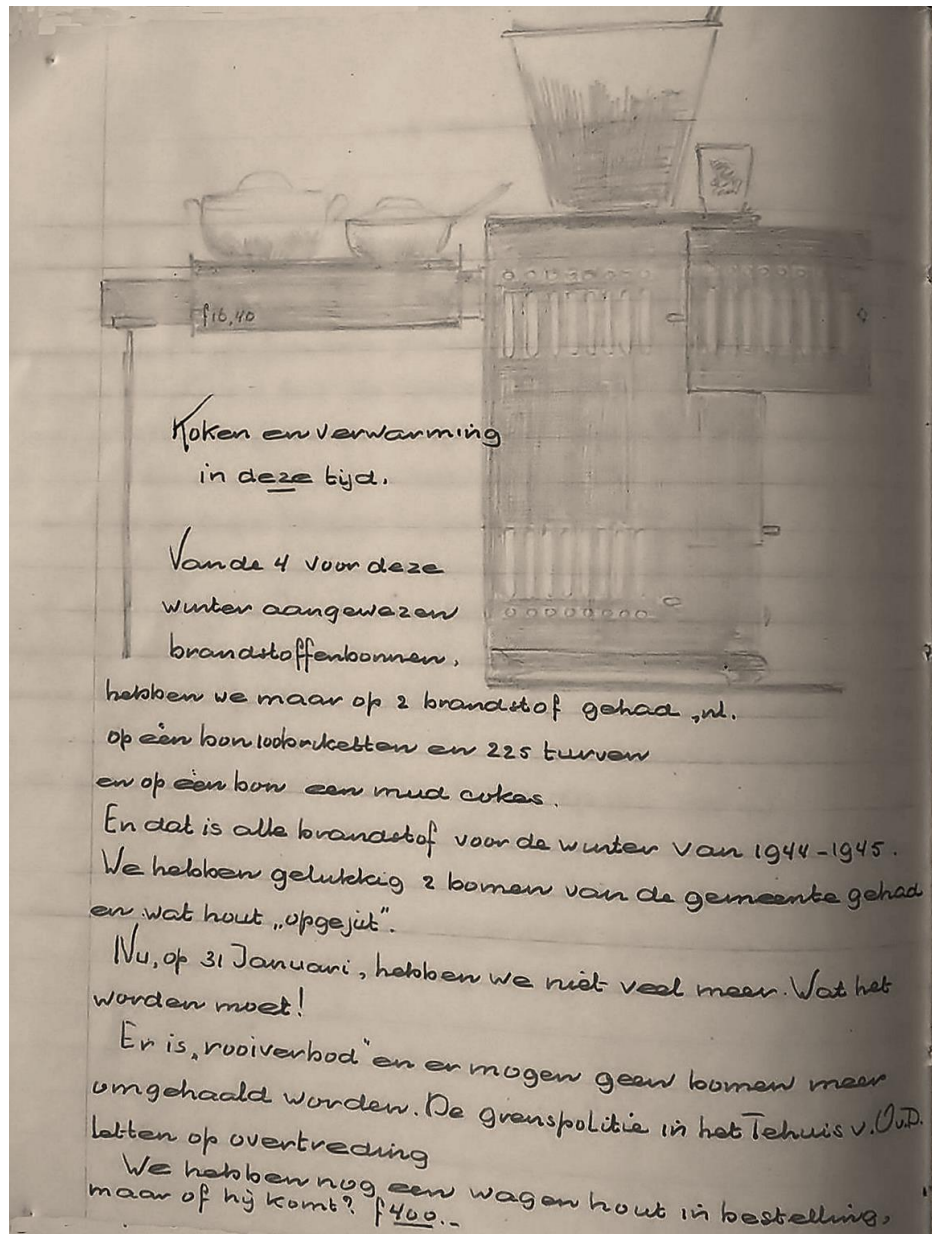 f16,40
Koken en verwarming
in deze tijd.
Van de 4 voor deze
winter aangewezen
brandstoffenbonnen,
hebben we maar op 2 brandstof gehad, nl.
op één bon 100 briketten en 225 turven
en op één bon een mud cokes.
En dat is alle brandstof voor de winter van 1944-1945.
We hebben gelukkig 2 bomen van de gemeente gehad
en wat hout „opgejut”.
Nu, op 31 Januari, hebben we niet veel meer. Wat het
worden moet!
Er is „rooiverbod” en er mogen geen bomen meer
omgehaald worden. De grenspolitie in het Tehuis v. O.v.D.
letten op overtreding
We hebben nog een wagen hout in bestelling,
maar of hij komt? f400.-